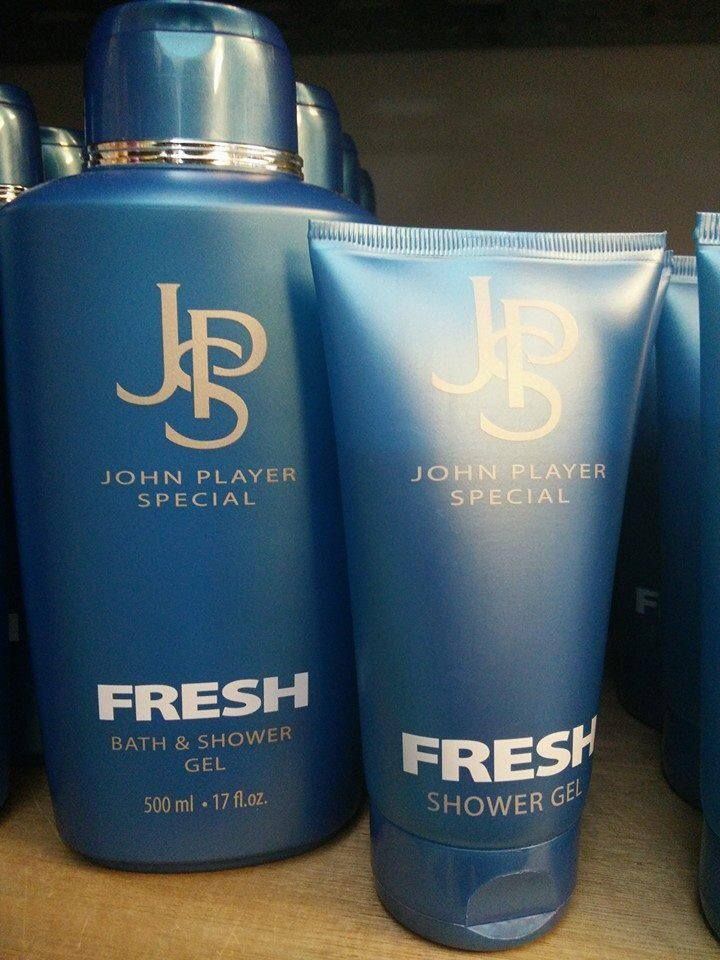 JPS
JOHN PLAYER
SPECIAL
FRESH
BATH & SHOWER
GEL
500 ml • 17 fl.oz.
JPS
JOHN PLAYER
SPECIAL
FRESH
SHOWER GEL
F